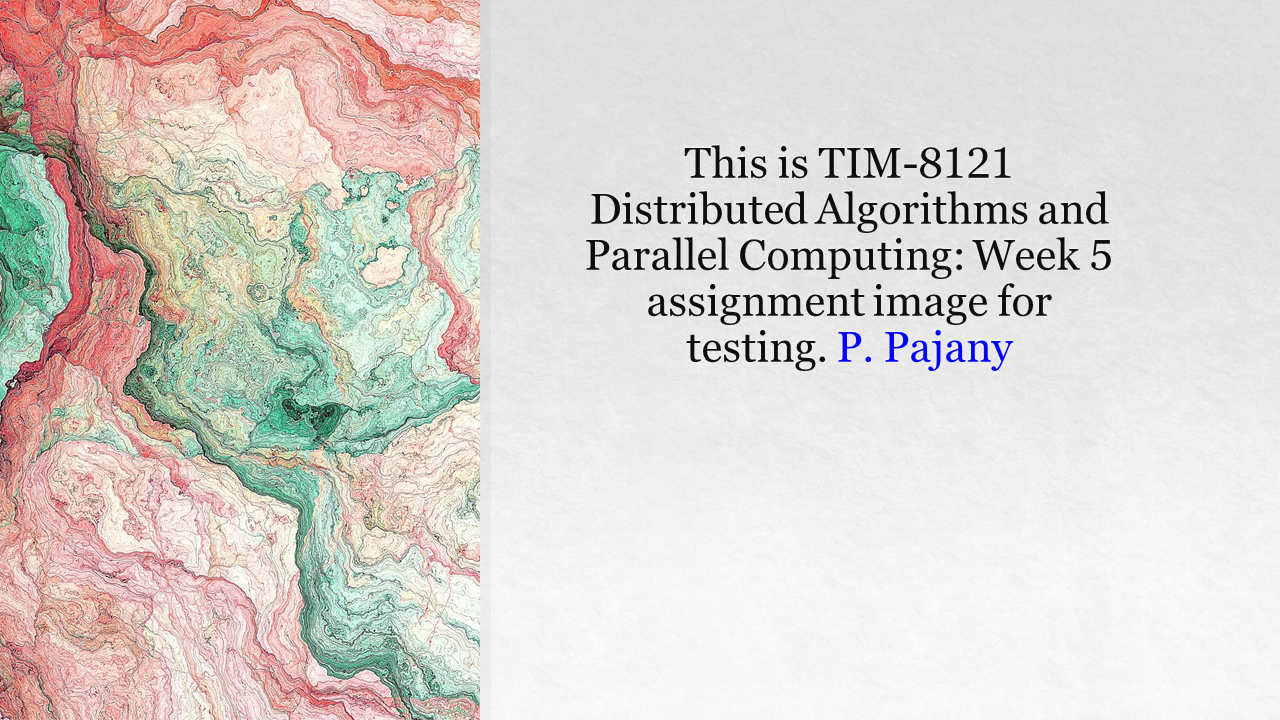 This is TIM-8121
Distributed Algorithms and
Parallel Computing: Week 5
assignment image for
testing. P. Pajany